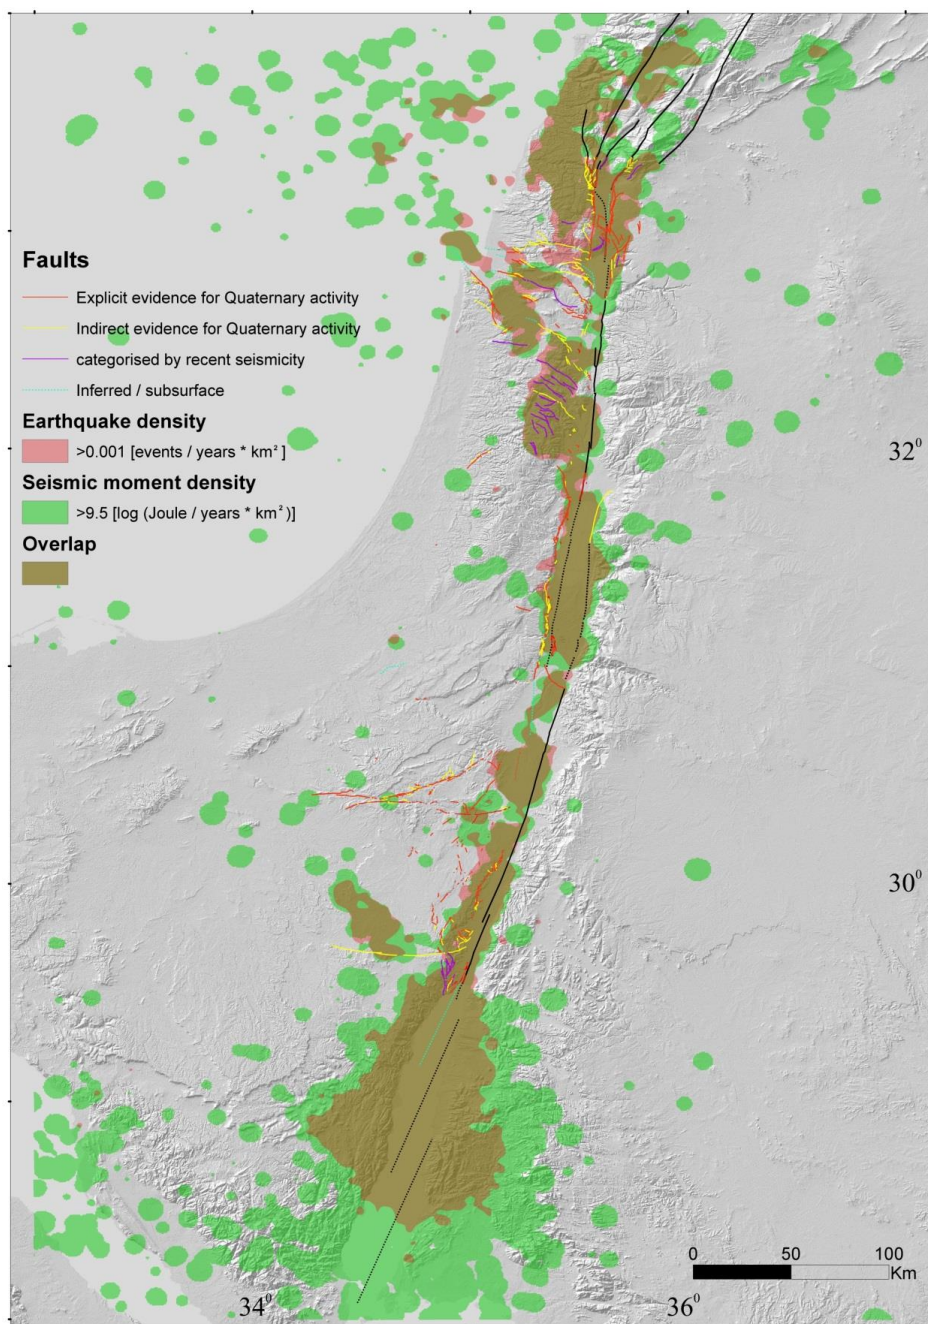 Faults
Explicit evidence for Quaternary activity
Indirect evidence for Quaternary activity
categorised by recent seismicity
Inferred / subsurface
Earthquake density
>0.001 [events / years * km²]
Seismic moment density
>9.5 [log (Joule / years * km²)]
Overlap
32⁰
30⁰
0 50 100
Km
34⁰
36⁰